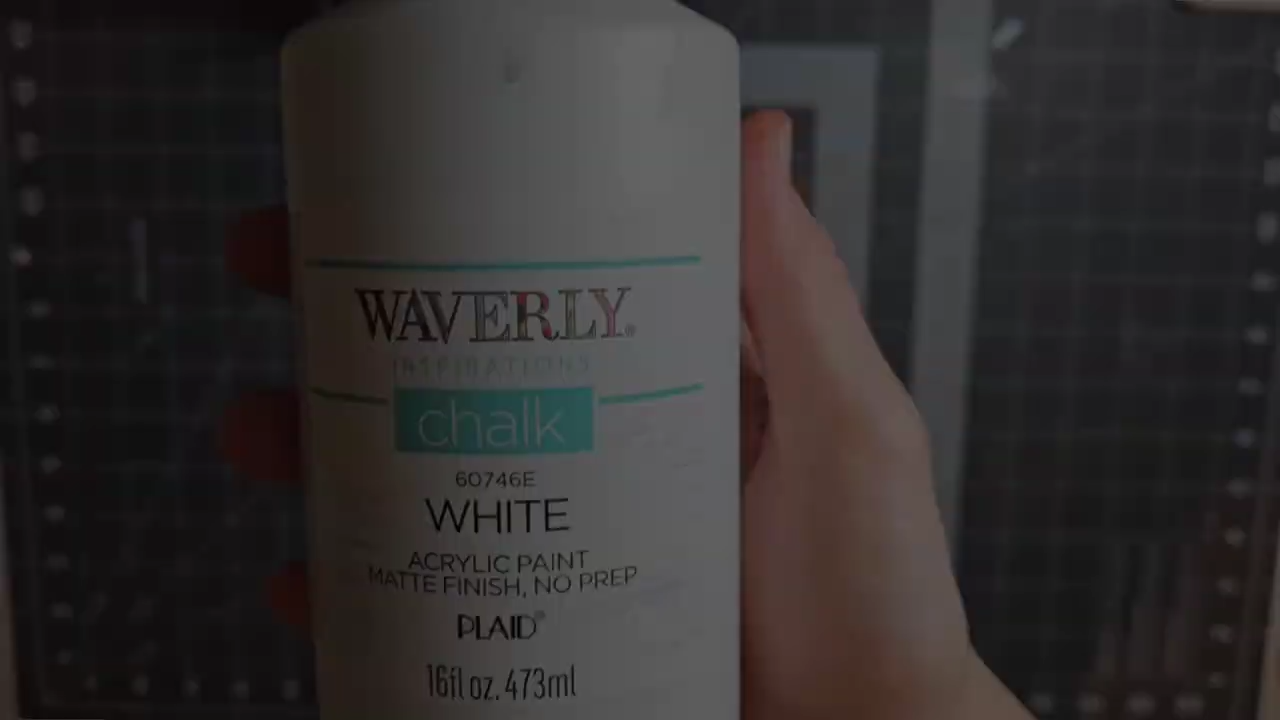 WAVERLY®
INSPIRATIONS
chalk
60746E
WHITE
ACRYLIC PAINT
MATTE FINISH, NO PREP
PLAID®
16fl oz. 473ml